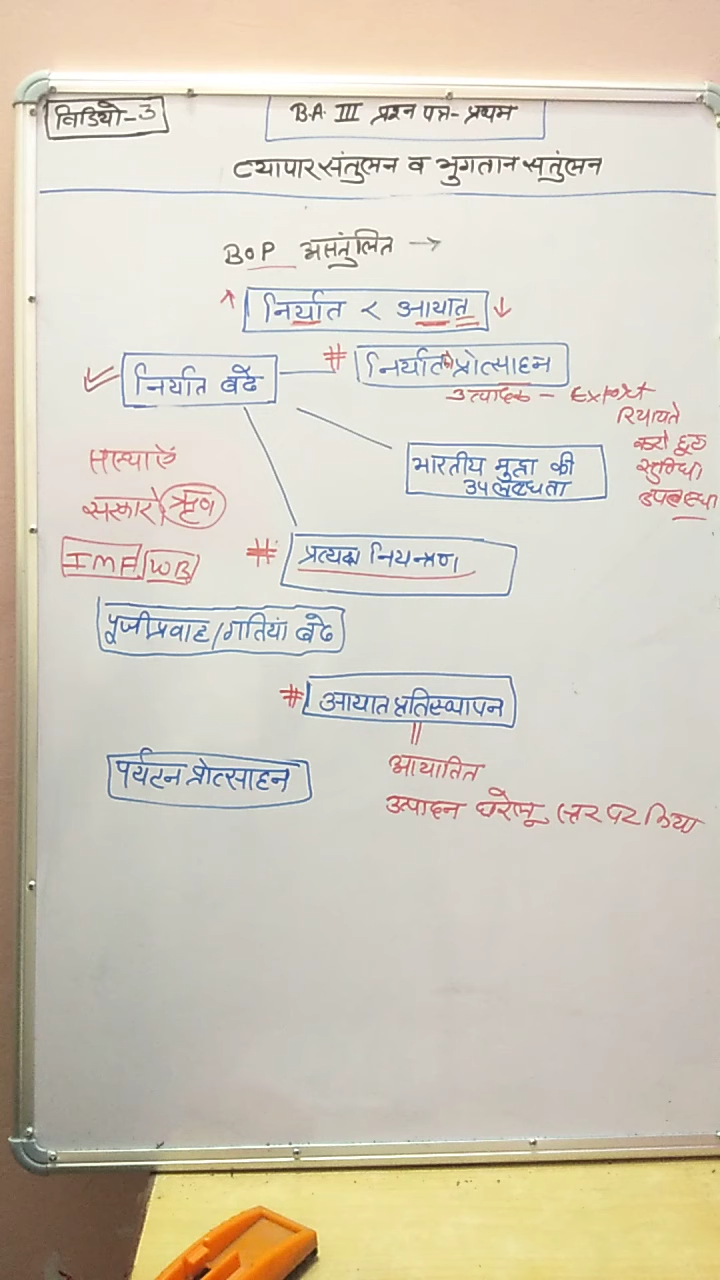 विडियो-3
B.A. III प्रश्न पत्र- प्रथम
व्यापार संतुलन व भुगतान संतुलन
BOP असंतुलित →
↑ निर्यात < आयात ↓
# निर्यात प्रोत्साहन
निर्यात बढे
उत्पादक - Export
रियायते
करो छूट
सुविधा
उपलब्धा
भारतीय मुद्रा की
उपलब्धता
संस्थाऐं
सरकारो ऋण
IMF/WB
# प्रत्यक्ष नियन्त्रण
पूजीप्रवाह/गतियां बढे
# आयात प्रतिस्थापन
पर्यटन प्रोत्साहन
आयातित
उत्पादन घरेलू स्तर पर किया